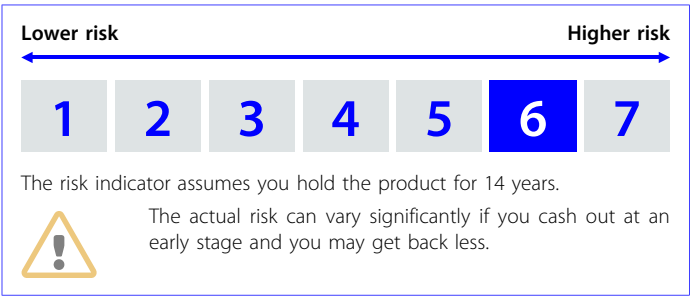 Lower risk Higher risk
1 2 3 4 5 6 7
The risk indicator assumes you hold the product for 14 years.
The actual risk can vary significantly if you cash out at an
early stage and you may get back less.